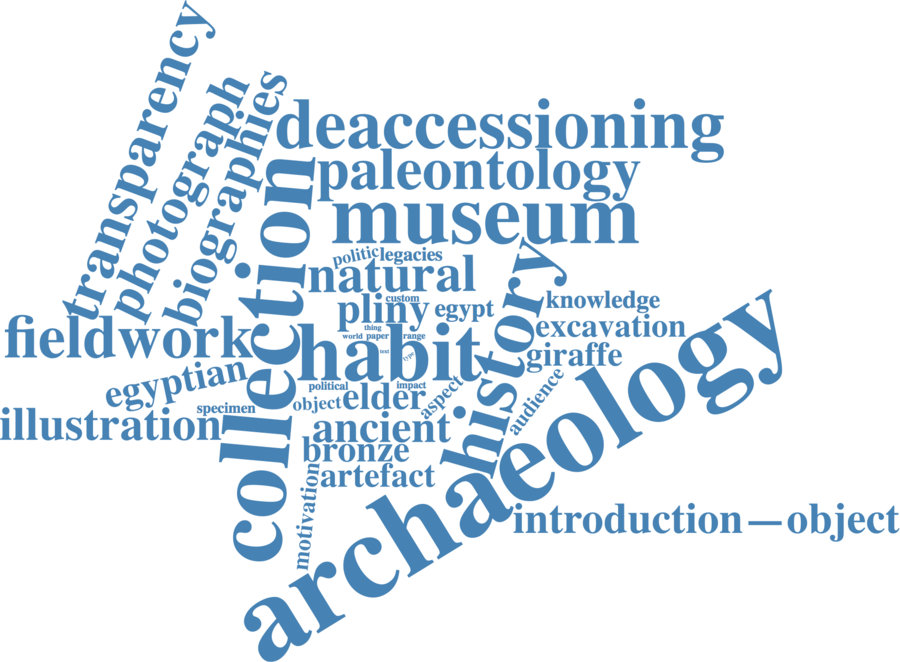 transparency
photograph
biographies
deaccessioning
paleontology
museum
collection
politic
legacies
natural
custom
pliny
egypt
history
knowledge
excavation
giraffe
thing
world
paper
range
text
type
habit
fieldwork
egyptian
illustration
specimen
political
impact
object
elder
aspect
audience
ancient
bronze
artefact
motivation
archaeology
introduction — object